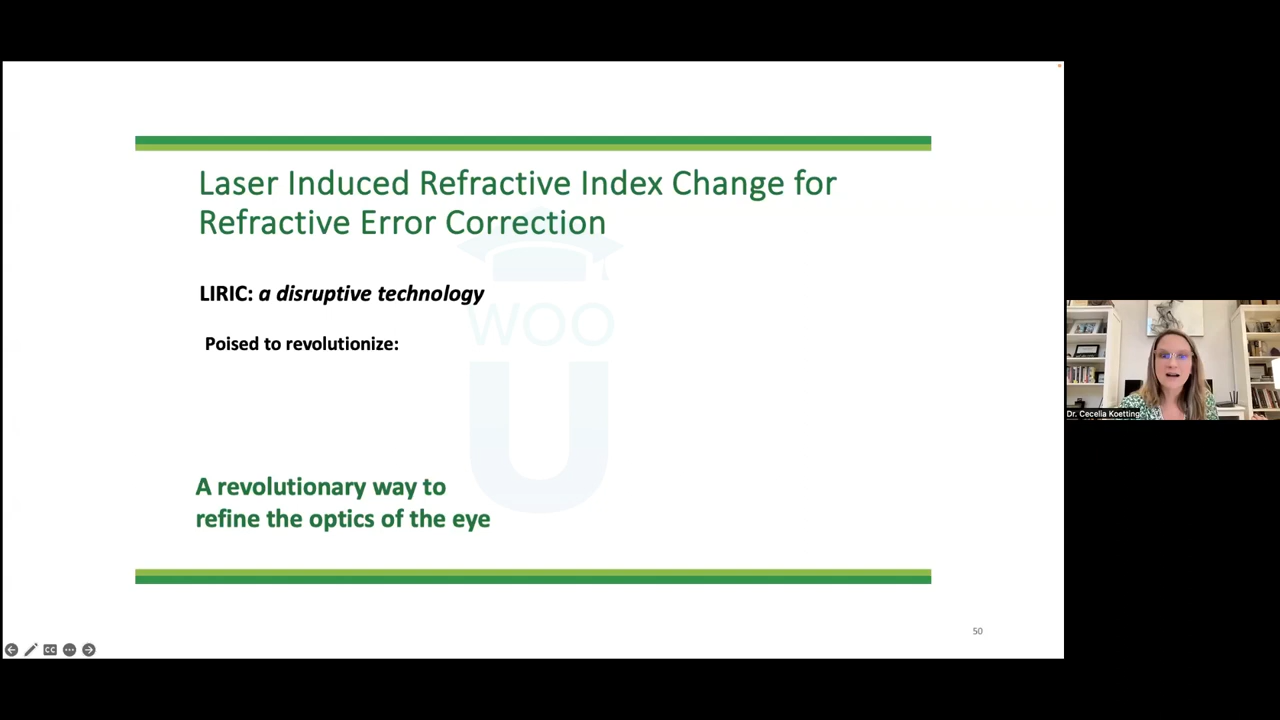 Laser Induced Refractive Index Change for
Refractive Error Correction
WOO
U
LIRIC: a disruptive technology
Poised to revolutionize:
A revolutionary way to
refine the optics of the eye
50
CC
Dr. Cecelia Koetting